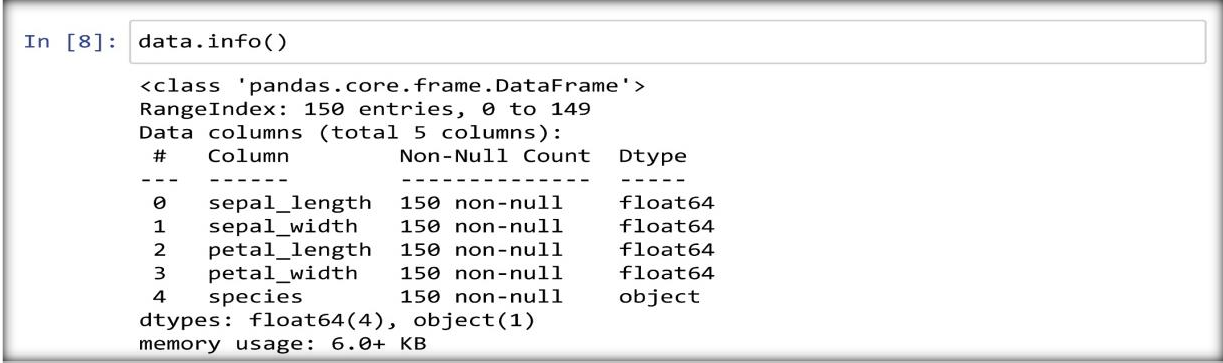 In [8]: data.info()
<class 'pandas.core.frame.DataFrame'>
RangeIndex: 150 entries, 0 to 149
Data columns (total 5 columns):
 #   Column        Non-Null Count  Dtype
---  ------        --------------  -----
 0   sepal_length  150 non-null    float64
 1   sepal_width   150 non-null    float64
 2   petal_length  150 non-null    float64
 3   petal_width   150 non-null    float64
 4   species       150 non-null    object
dtypes: float64(4), object(1)
memory usage: 6.0+ KB